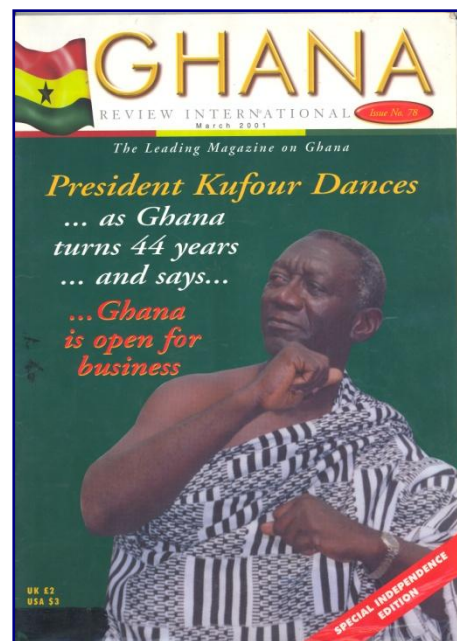 GHANA
REVIEW INTERNATIONAL
Issue No. 78
March 2001
The Leading Magazine on Ghana
President Kufour Dances
... as Ghana
turns 44 years
... and says...
...Ghana
is open for
business
UK £2
USA $3
SPECIAL INDEPENDENCE
EDITION